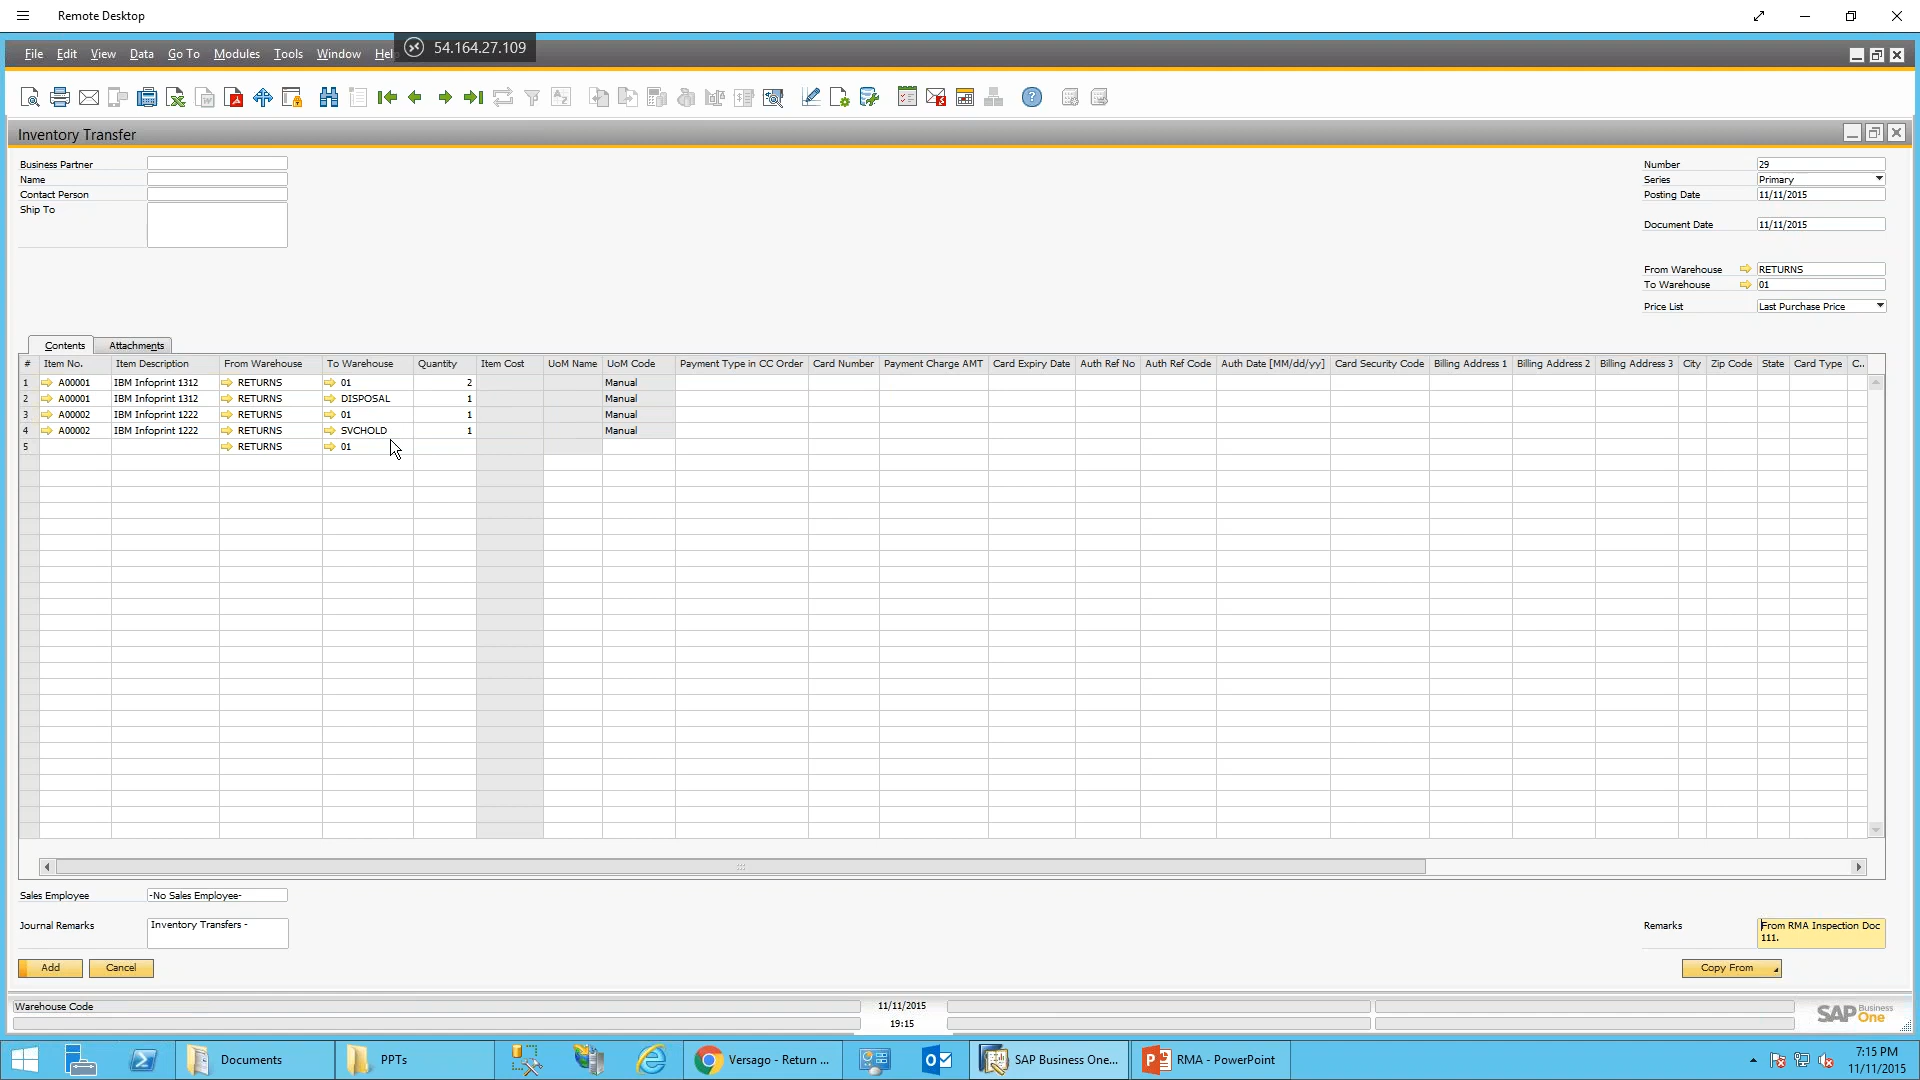 Remote Desktop
File Edit View Data Go To Modules Tools Window Help
54.164.27.109
Inventory Transfer
Business Partner
Name
Contact Person
Ship To
Number 29
Series Primary
Posting Date 11/11/2015
Document Date 11/11/2015
From Warehouse RETURNS
To Warehouse 01
Price List Last Purchase Price
Contents Attachments
# Item No. Item Description From Warehouse To Warehouse Quantity Item Cost UoM Name UoM Code Payment Type in CC Order Card Number Payment Charge AMT Card Expiry Date Auth Ref No Auth Ref Code Auth Date [MM/dd/yy] Card Security Code Billing Address 1 Billing Address 2 Billing Address 3 City Zip Code State Card Type C..
1 A00001 IBM Infoprint 1312 RETURNS 01 2 Manual
2 A00001 IBM Infoprint 1312 RETURNS DISPOSAL 1 Manual
3 A00002 IBM Infoprint 1222 RETURNS 01 1 Manual
4 A00002 IBM Infoprint 1222 RETURNS SVCHOLD 1 Manual
5 RETURNS 01
Sales Employee -No Sales Employee-
Journal Remarks Inventory Transfers -
Remarks From RMA Inspection Doc
111.
Add Cancel
Copy From
Warehouse Code 11/11/2015
19:15
SAP Business One
Documents PPTs Versago - Return ... SAP Business One... RMA - PowerPoint
7:15 PM
11/11/2015